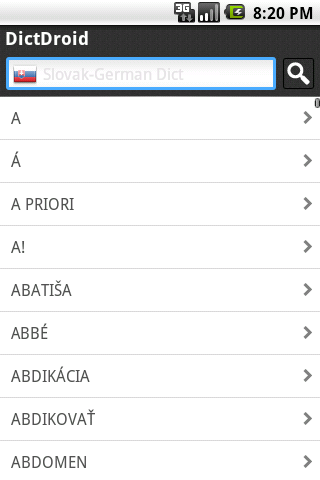 3G
8:20 PM
DictDroid
Slovak-German Dict
A
Á
A PRIORI
A!
ABATIŠA
ABBÉ
ABDIKÁCIA
ABDIKOVAŤ
ABDOMEN